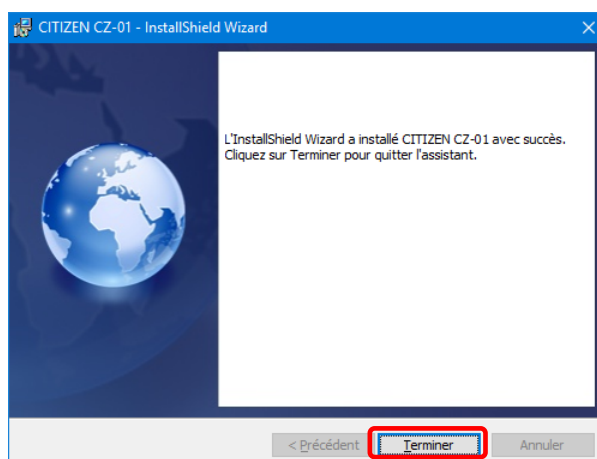 CITIZEN CZ-01 - InstallShield Wizard
L'InstallShield Wizard a installé CITIZEN CZ-01 avec succès.
Cliquez sur Terminer pour quitter l'assistant.
< Précédent Terminer Annuler